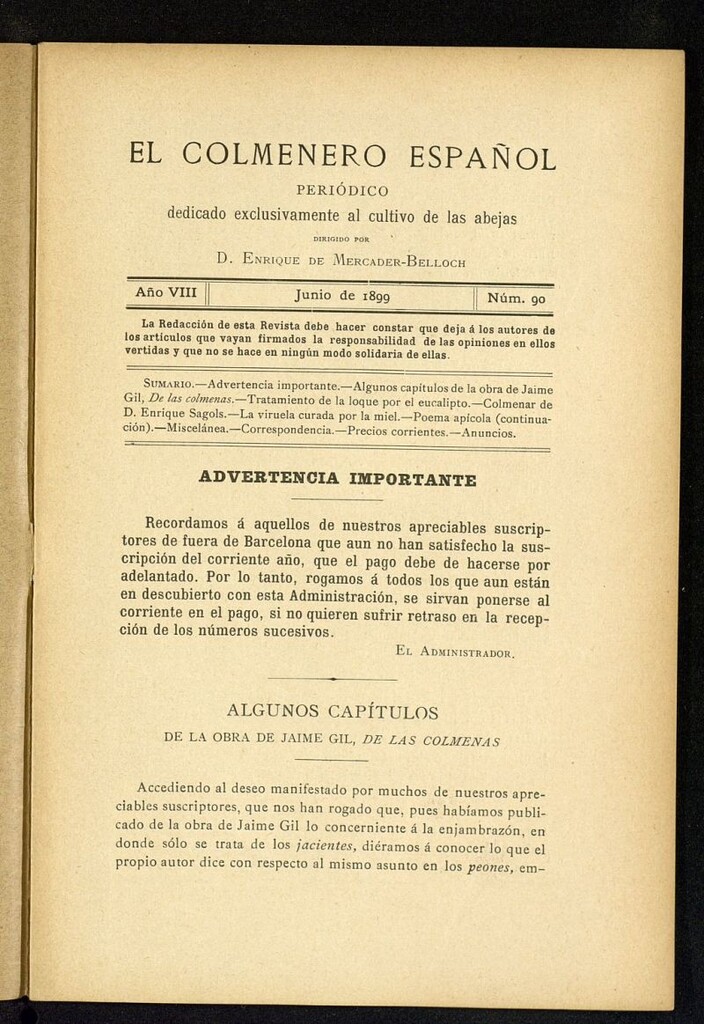 EL COLMENERO ESPAÑOL
PERIÓDICO
dedicado exclusivamente al cultivo de las abejas
DIRIGIDO POR
D. ENRIQUE DE MERCADER-BELLOCH
Año VIII Junio de 1899 Núm. 90
La Redacción de esta Revista debe hacer constar que deja á los autores de
los artículos que vayan firmados la responsabilidad de las opiniones en ellos
vertidas y que no se hace en ningún modo solidaria de ellas.
SUMARIO.—Advertencia importante.—Algunos capítulos de la obra de Jaime
Gil, De las colmenas.—Tratamiento de la loque por el eucalipto.—Colmenar de
D. Enrique Sagols.—La viruela curada por la miel.—Poema apícola (continua-
ción).—Miscelánea.—Correspondencia.—Precios corrientes.—Anuncios.
ADVERTENCIA IMPORTANTE
Recordamos á aquellos de nuestros apreciables suscrip-
tores de fuera de Barcelona que aun no han satisfecho la sus-
cripción del corriente año, que el pago debe de hacerse por
adelantado. Por lo tanto, rogamos á todos los que aun están
en descubierto con esta Administración, se sirvan ponerse al
corriente en el pago, si no quieren sufrir retraso en la recep-
ción de los números sucesivos.
EL ADMINISTRADOR.
ALGUNOS CAPÍTULOS
DE LA OBRA DE JAIME GIL, DE LAS COLMENAS
Accediendo al deseo manifestado por muchos de nuestros apre-
ciables suscriptores, que nos han rogado que, pues habíamos publi-
cado de la obra de Jaime Gil lo concerniente á la enjambrazón, en
donde sólo se trata de los jacientes, diéramos á conocer lo que el
propio autor dice con respecto al mismo asunto en los peones, em-